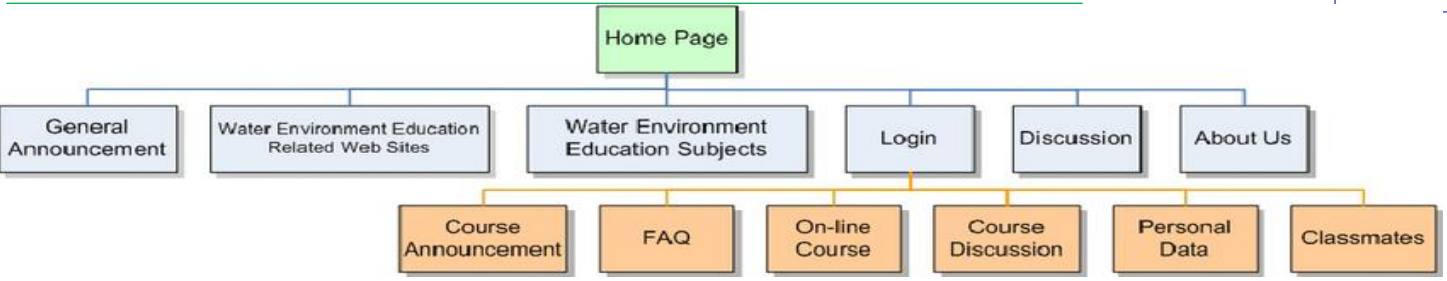 Home Page
General
Announcement
Water Environment Education
Related Web Sites
Water Environment
Education Subjects
Login
Discussion
About Us
Course
Announcement
FAQ
On-line
Course
Course
Discussion
Personal
Data
Classmates